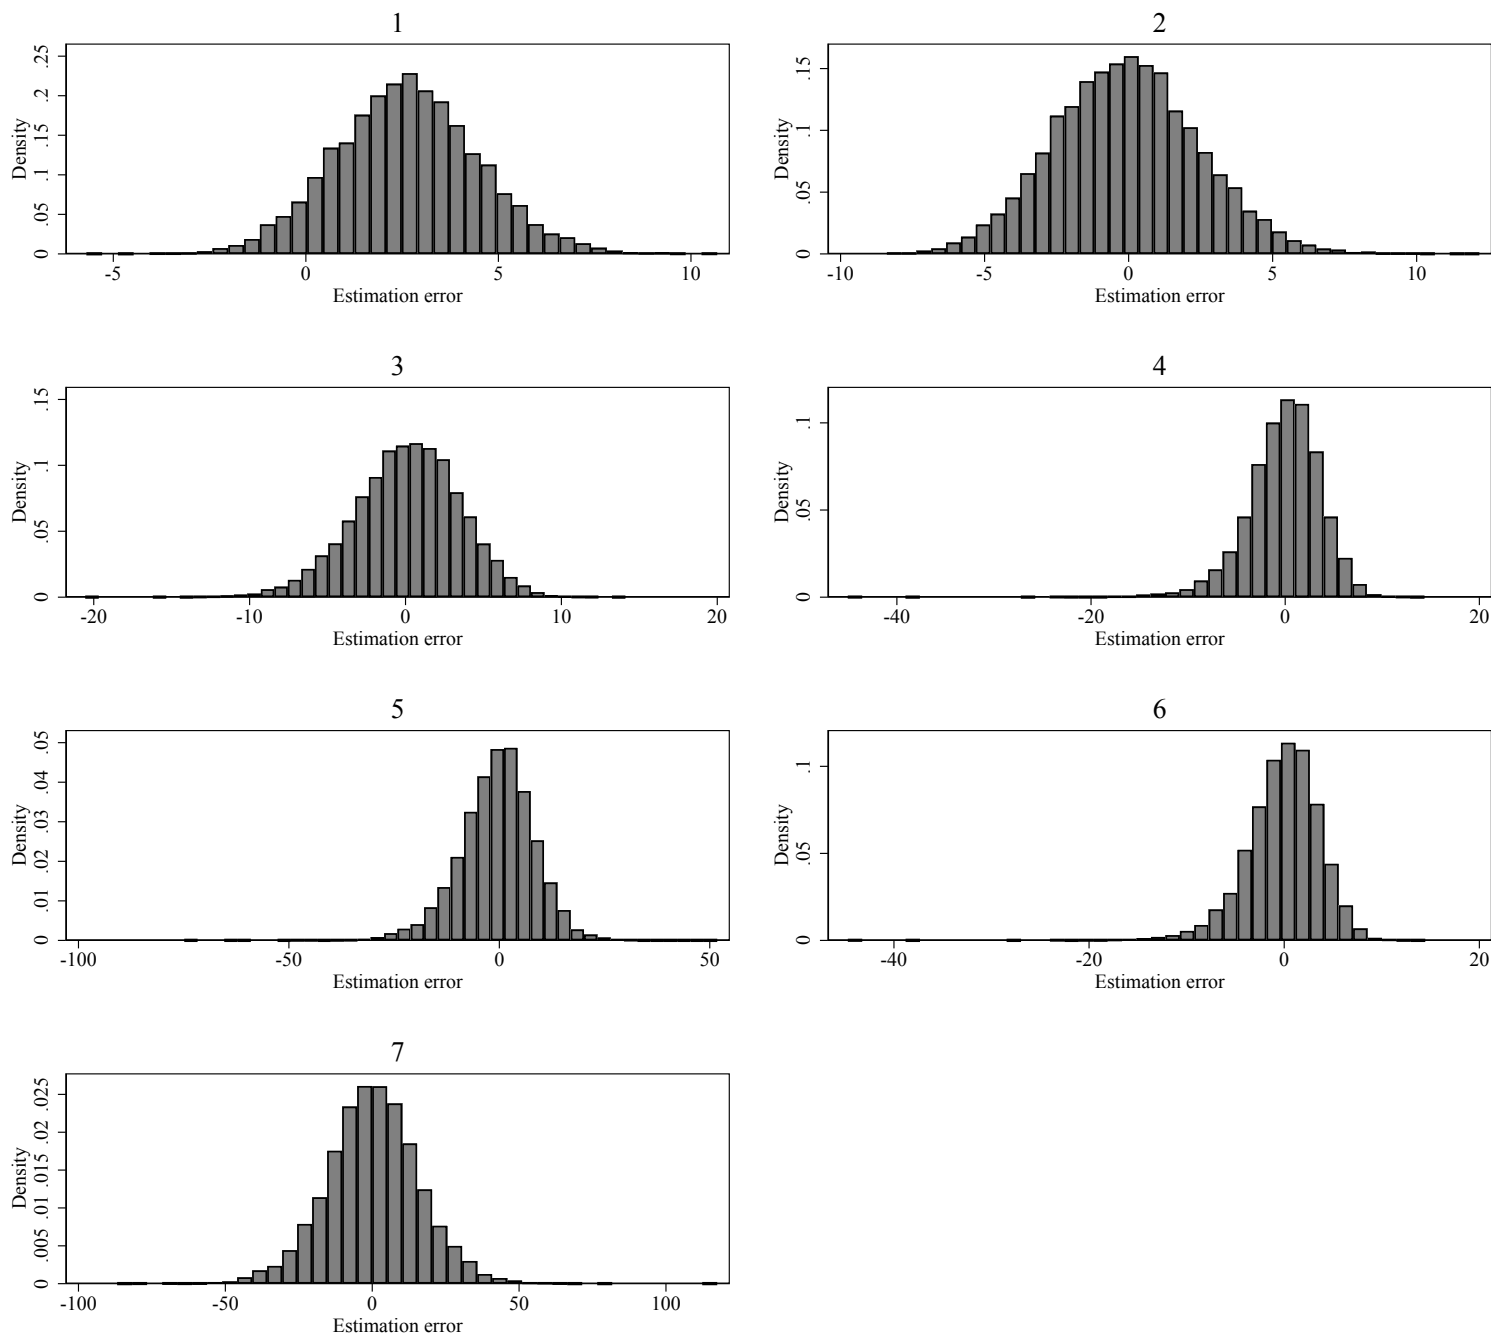 1
Density
0 .05 .1 .15 .2 .25
-5 0 5 10
Estimation error
2
Density
0 .05 .1 .15
-10 -5 0 5 10
Estimation error
3
Density
0 .05 .1 .15
-20 -10 0 10 20
Estimation error
4
Density
0 .05 .1
-40 -20 0 20
Estimation error
5
Density
0 .01 .02 .03 .04 .05
-100 -50 0 50
Estimation error
6
Density
0 .05 .1
-40 -20 0 20
Estimation error
7
Density
0 .005 .01 .015 .02 .025
-100 -50 0 50 100
Estimation error